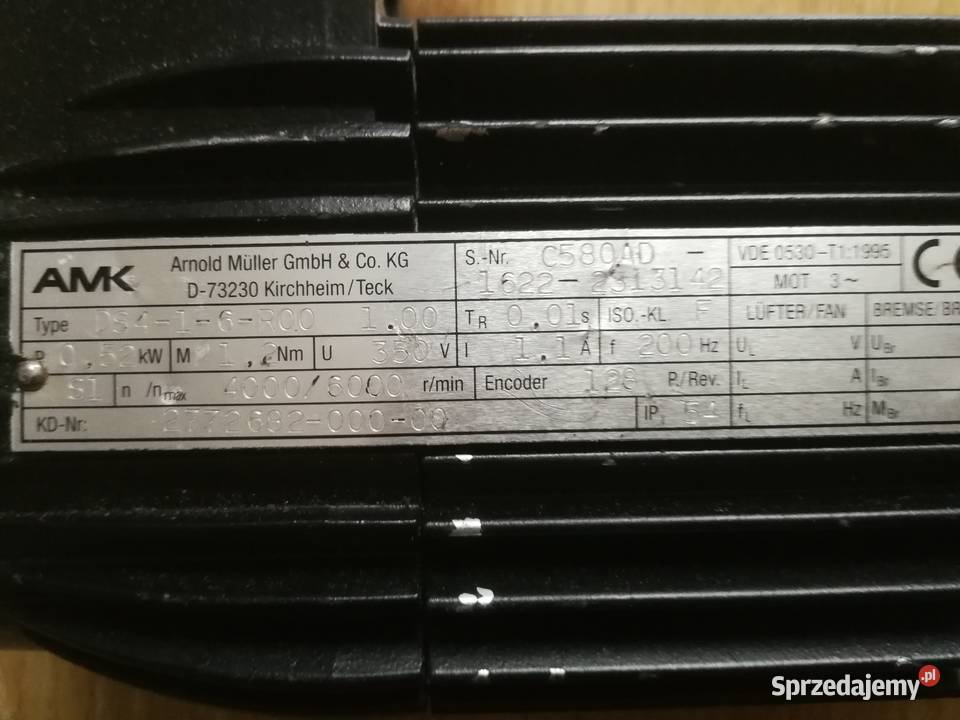 AMK Arnold Müller GmbH & Co. KG
D-73230 Kirchheim/Teck
S.-Nr. C580AD -
1622-2313142
VDE 0530-T1:1995
MOT 3~
CE
Type DS4-1-6-ROO 1.00 TR 0.01s ISO.-KL F LÜFTER/FAN BREMSE/BR
P 0,52 kW M 1,2 Nm U 350 V I 1.1 A f 200 Hz UL V UBr
S1 n /nmax 4000/6000 r/min Encoder 128 P./Rev. IL A IBr
KD-Nr: 2772682-000-00 IP 54 fL Hz MBr
Sprzedajemy.pl